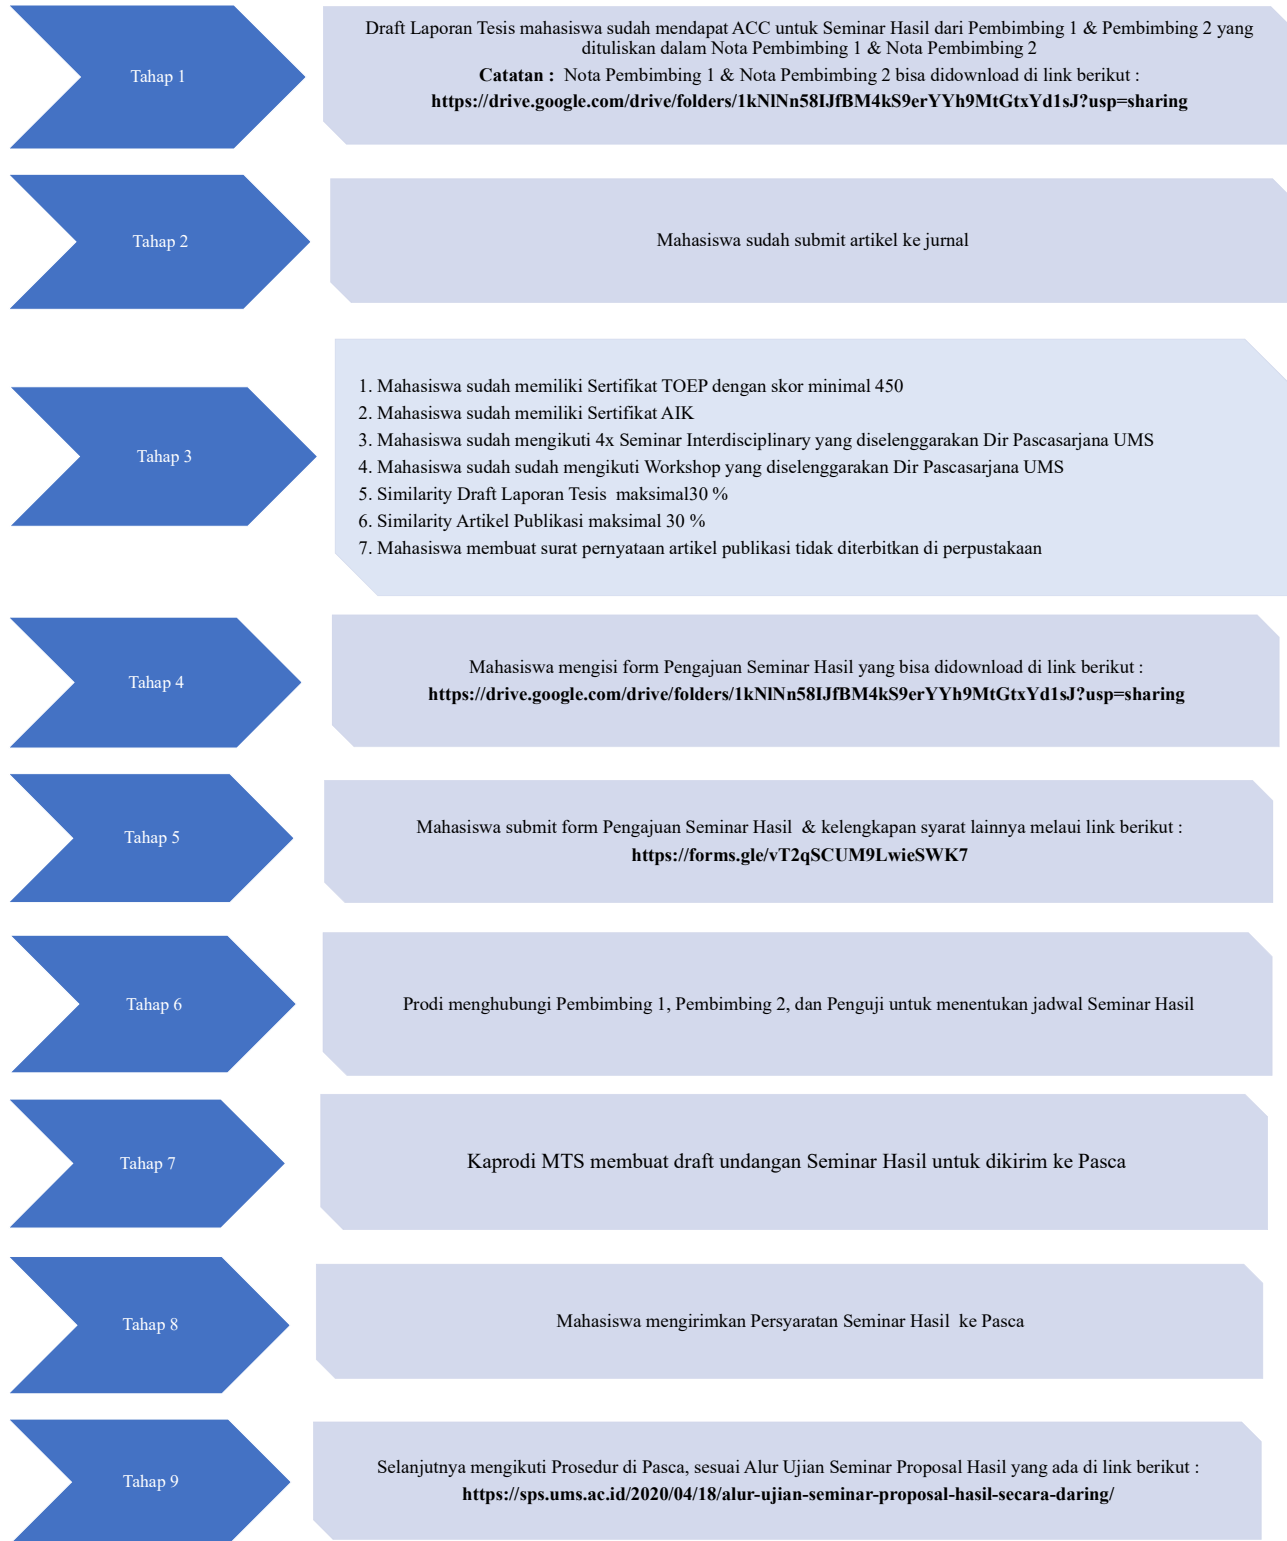 Tahap 1
Draft Laporan Tesis mahasiswa sudah mendapat ACC untuk Seminar Hasil dari Pembimbing 1 & Pembimbing 2 yang
dituliskan dalam Nota Pembimbing 1 & Nota Pembimbing 2
Catatan :  Nota Pembimbing 1 & Nota Pembimbing 2 bisa didownload di link berikut :
https://drive.google.com/drive/folders/1kNlNn58IJfBM4kS9erYYh9MtGtxYd1sJ?usp=sharing
Tahap 2
Mahasiswa sudah submit artikel ke jurnal
Tahap 3
1. Mahasiswa sudah memiliki Sertifikat TOEP dengan skor minimal 450
2. Mahasiswa sudah memiliki Sertifikat AIK
3. Mahasiswa sudah mengikuti 4x Seminar Interdisciplinary yang diselenggarakan Dir Pascasarjana UMS
4. Mahasiswa sudah sudah mengikuti Workshop yang diselenggarakan Dir Pascasarjana UMS
5. Similarity Draft Laporan Tesis  maksimal30 %
6. Similarity Artikel Publikasi maksimal 30 %
7. Mahasiswa membuat surat pernyataan artikel publikasi tidak diterbitkan di perpustakaan
Tahap 4
Mahasiswa mengisi form Pengajuan Seminar Hasil yang bisa didownload di link berikut :
https://drive.google.com/drive/folders/1kNlNn58IJfBM4kS9erYYh9MtGtxYd1sJ?usp=sharing
Tahap 5
Mahasiswa submit form Pengajuan Seminar Hasil  & kelengkapan syarat lainnya melaui link berikut :
https://forms.gle/vT2qSCUM9LwieSWK7
Tahap 6
Prodi menghubungi Pembimbing 1, Pembimbing 2, dan Penguji untuk menentukan jadwal Seminar Hasil
Tahap 7
Kaprodi MTS membuat draft undangan Seminar Hasil untuk dikirim ke Pasca
Tahap 8
Mahasiswa mengirimkan Persyaratan Seminar Hasil  ke Pasca
Tahap 9
Selanjutnya mengikuti Prosedur di Pasca, sesuai Alur Ujian Seminar Proposal Hasil yang ada di link berikut :
https://sps.ums.ac.id/2020/04/18/alur-ujian-seminar-proposal-hasil-secara-daring/